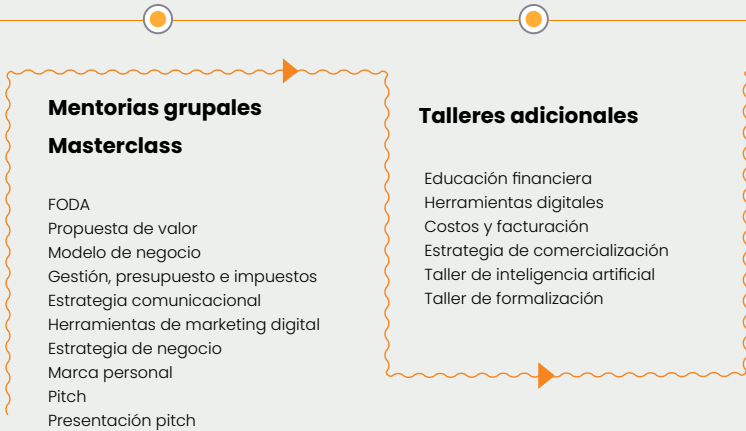 Mentorias grupales
Masterclass
FODA
Propuesta de valor
Modelo de negocio
Gestión, presupuesto e impuestos
Estrategia comunicacional
Herramientas de marketing digital
Estrategia de negocio
Marca personal
Pitch
Presentación pitch
Talleres adicionales
Educación financiera
Herramientas digitales
Costos y facturación
Estrategia de comercialización
Taller de inteligencia artificial
Taller de formalización